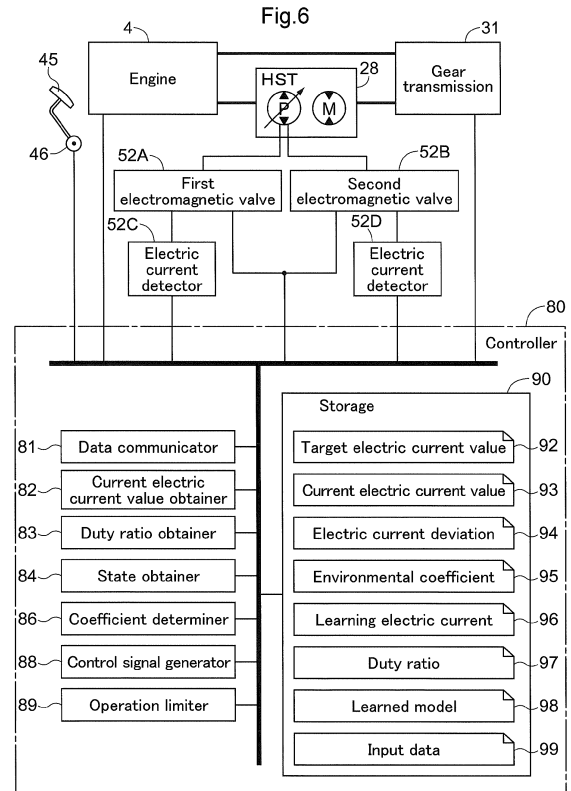 Fig.6
4
31
45
Engine
HST
28
Gear
transmission
P
M
46
52A
52B
First
electromagnetic valve
Second
electromagnetic valve
52C
52D
Electric
current
detector
Electric
current
detector
80
Controller
90
Storage
81
Data communicator
Target electric current value
92
82
Current electric
current value obtainer
Current electric current value
93
83
Duty ratio obtainer
Electric current deviation
94
84
State obtainer
Environmental coefficient
95
86
Coefficient determiner
Learning electric current
96
88
Control signal generator
Duty ratio
97
89
Operation limiter
Learned model
98
Input data
99